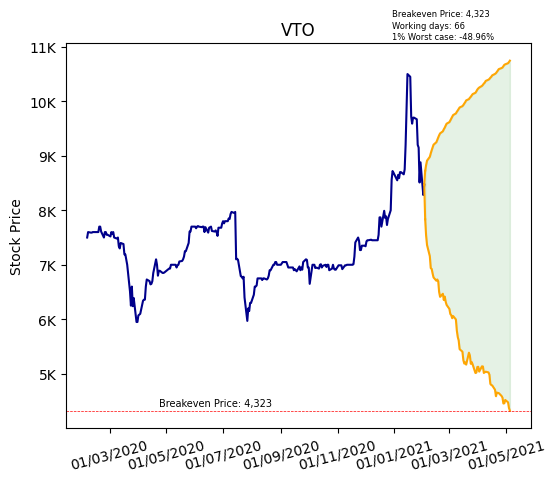 Breakeven Price: 4,323
Working days: 66
1% Worst case: -48.96%
VTO
11K
10K
9K
8K
7K
6K
5K
Stock Price
Breakeven Price: 4,323
01/03/2020
01/05/2020
01/07/2020
01/09/2020
01/11/2020
01/01/2021
01/03/2021
01/05/2021